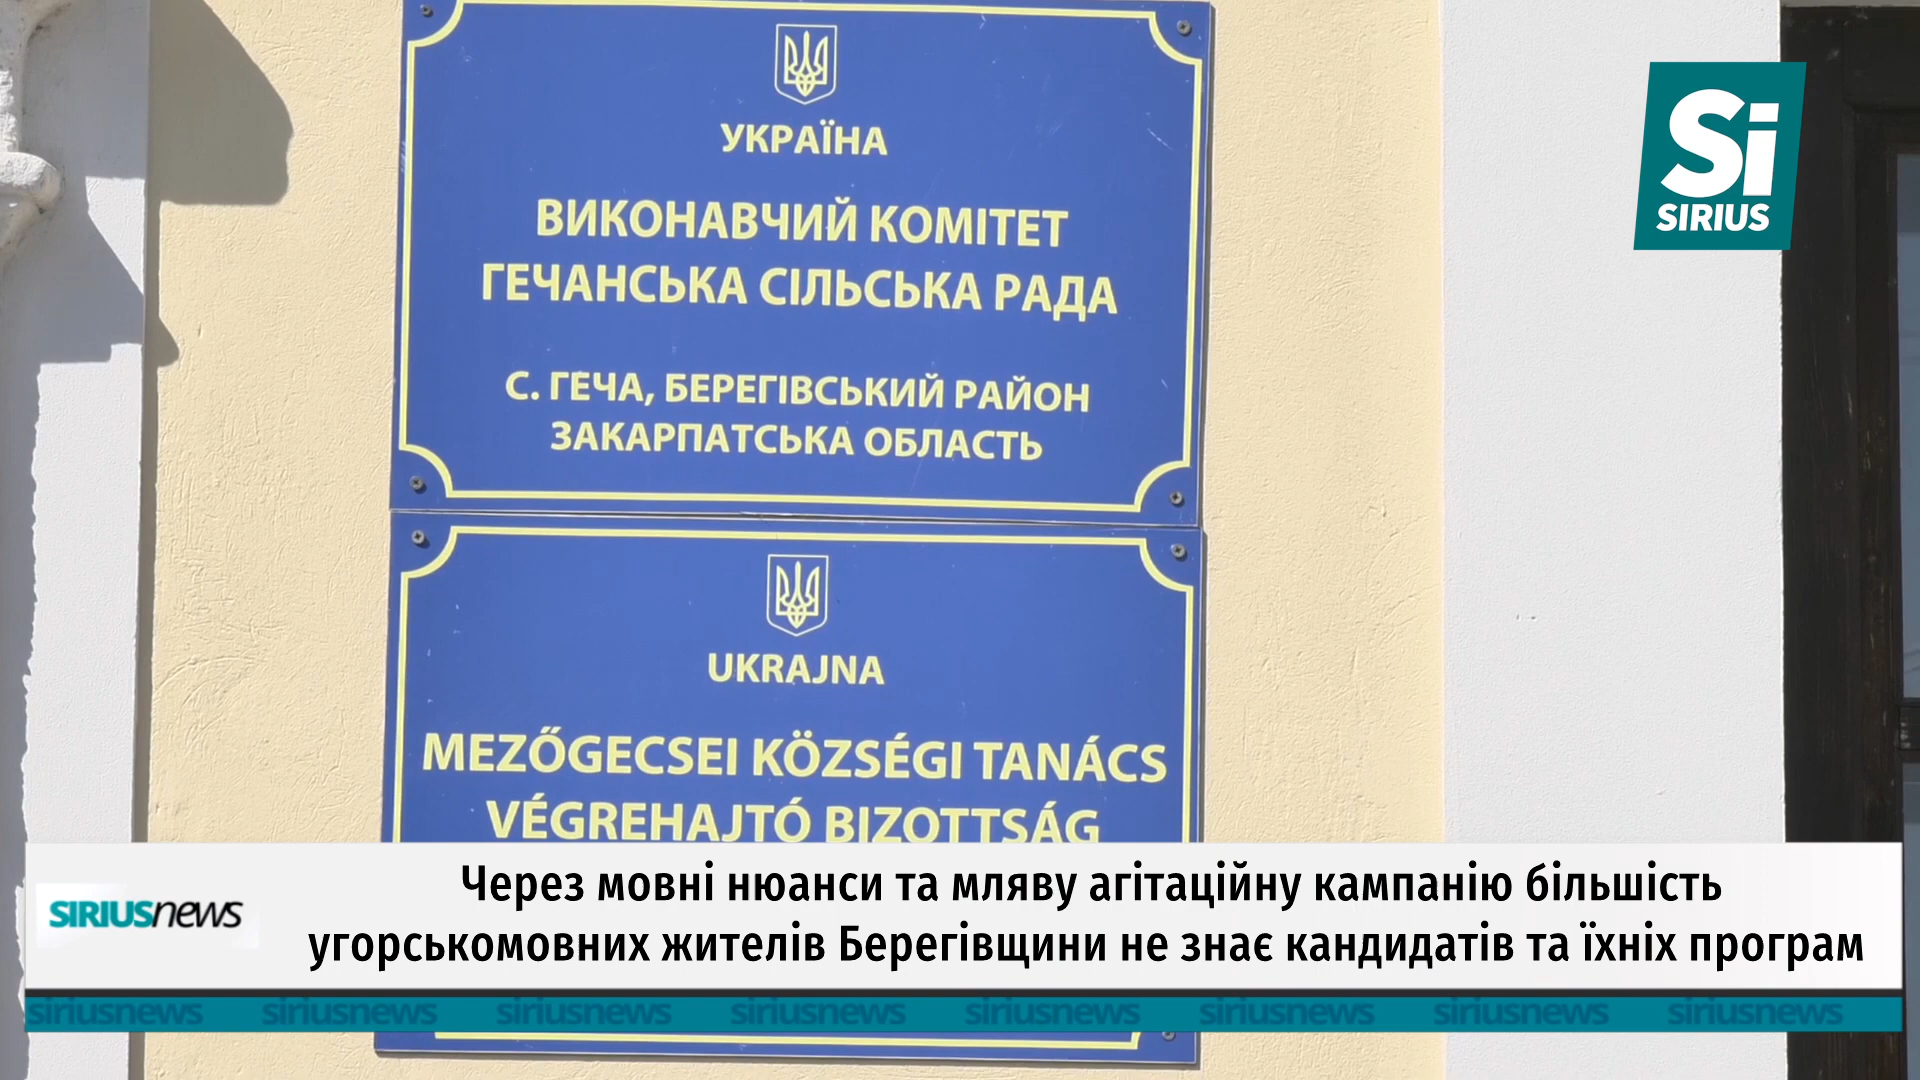 УКРАЇНА
ВИКОНАВЧИЙ КОМІТЕТ
ГЕЧАНСЬКА СІЛЬСЬКА РАДА
С. ГЕЧА, БЕРЕГІВСЬКИЙ РАЙОН
ЗАКАРПАТСЬКА ОБЛАСТЬ
Si
SIRIUS
UKRAJNA
MEZŐGECSEI KÖZSÉGI TANÁCS
VÉGREHAJTÓ BIZOTTSÁG
SIRIUSnews
Через мовні нюанси та мляву агітаційну кампанію більшість
угорськомовних жителів Берегівщини не знає кандидатів та їхніх програм
siriusnews siriusnews siriusnews siriusnews siriusnews siriusnews siriusnews siriusnews